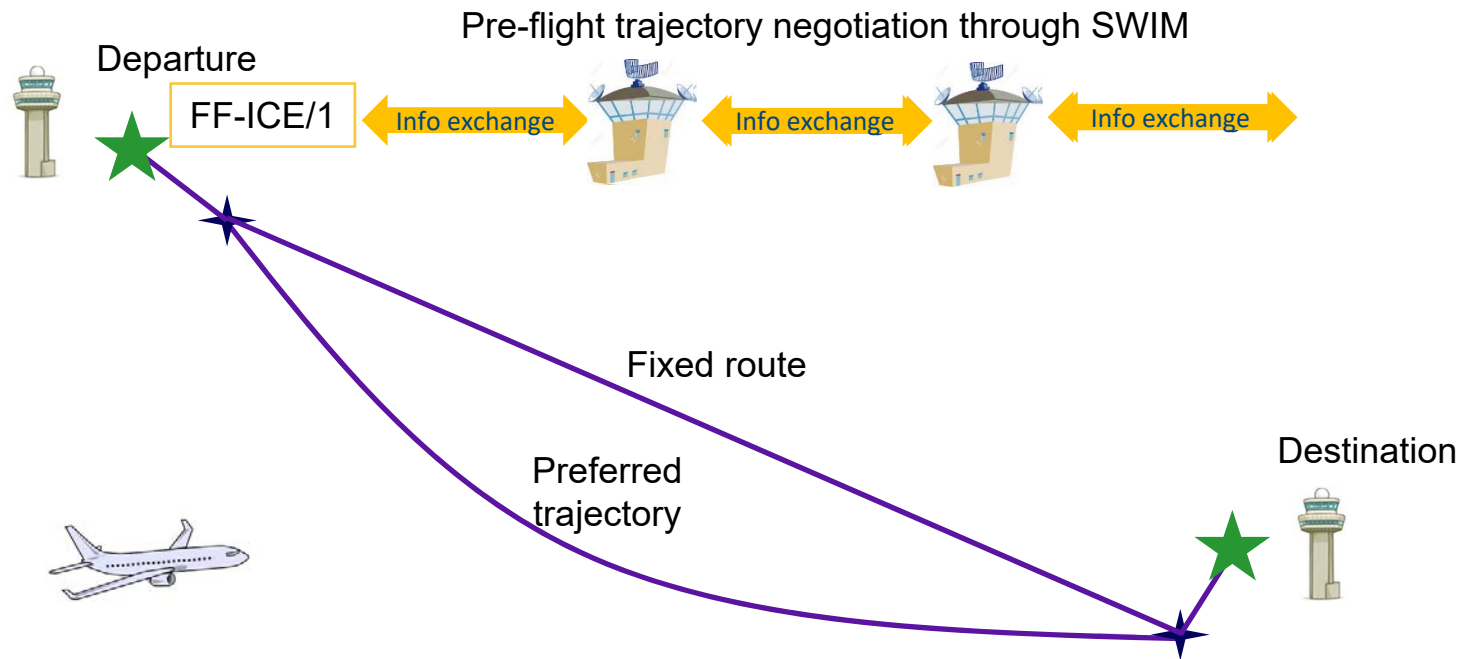 Pre-flight trajectory negotiation through SWIM
Departure
FF-ICE/1
Info exchange
Info exchange
Info exchange
Fixed route
Preferred
trajectory
Destination